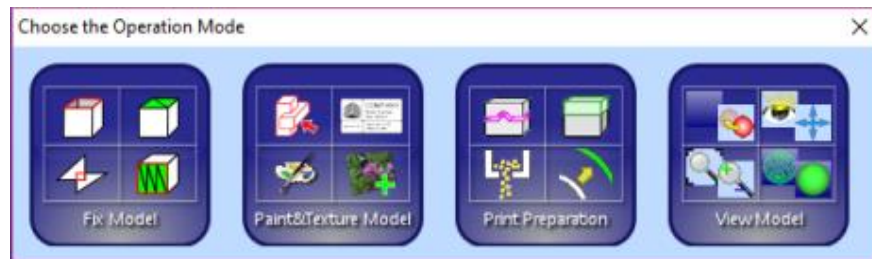 Choose the Operation Mode
Fix Model
Paint&Texture Model
Print Preparation
View Model